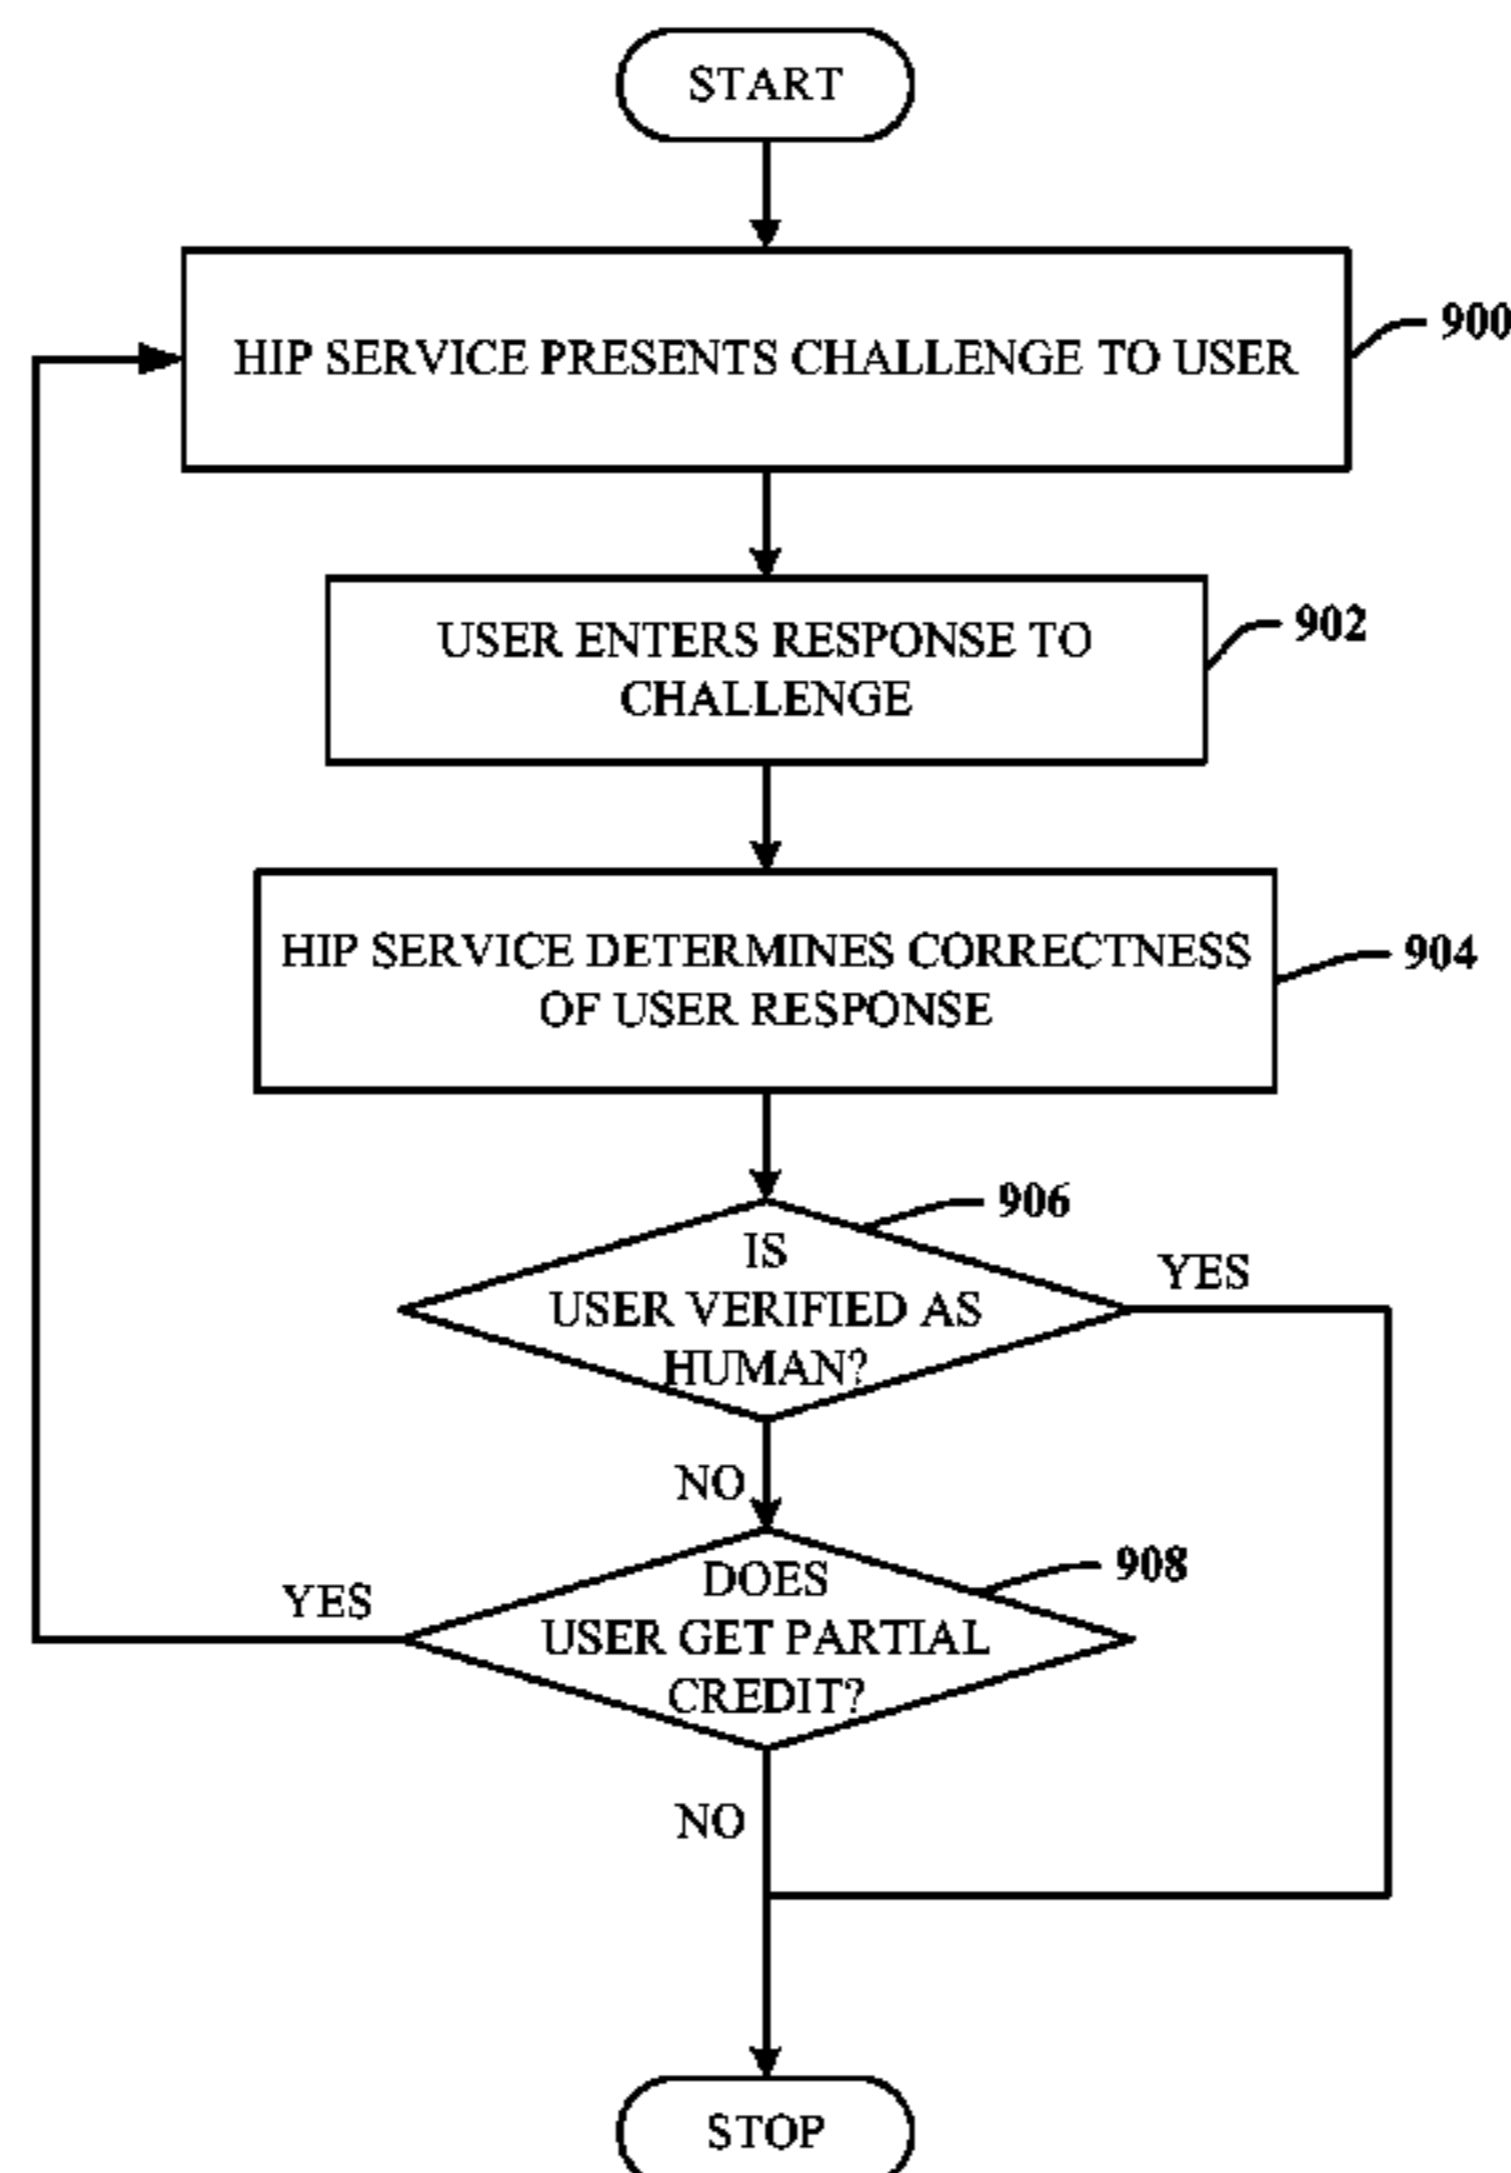 START
HIP SERVICE PRESENTS CHALLENGE TO USER
900
USER ENTERS RESPONSE TO
CHALLENGE
902
HIP SERVICE DETERMINES CORRECTNESS
OF USER RESPONSE
904
906
IS
USER VERIFIED AS
HUMAN?
YES
NO
908
DOES
USER GET PARTIAL
CREDIT?
YES
NO
STOP